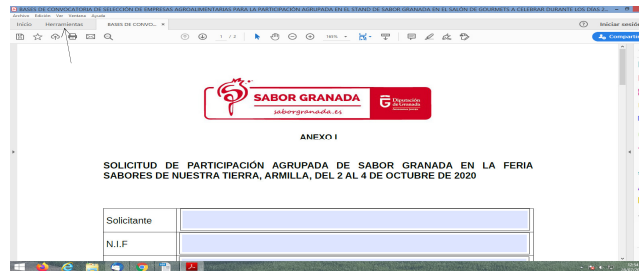 BASES DE CONVOCATORIA DE SELECCIÓN DE EMPRESAS AGROALIMENTARIAS PARA LA PARTICIPACIÓN AGRUPADA EN EL STAND DE SABOR GRANADA EN EL SALÓN DE GOURMETS A CELEBRAR DURANTE LOS DÍAS 2...
Archivo Edición Ver Ventana Ayuda
Inicio Herramientas BASES DE CONVO... × Iniciar sesión
1 / 2 Compartir
SABOR GRANADA
saborgranada.es
Diputación
de Granada
ANEXO I
SOLICITUD DE PARTICIPACIÓN AGRUPADA DE SABOR GRANADA EN LA FERIA
SABORES DE NUESTRA TIERRA, ARMILLA, DEL 2 AL 4 DE OCTUBRE DE 2020
Solicitante
N.I.F